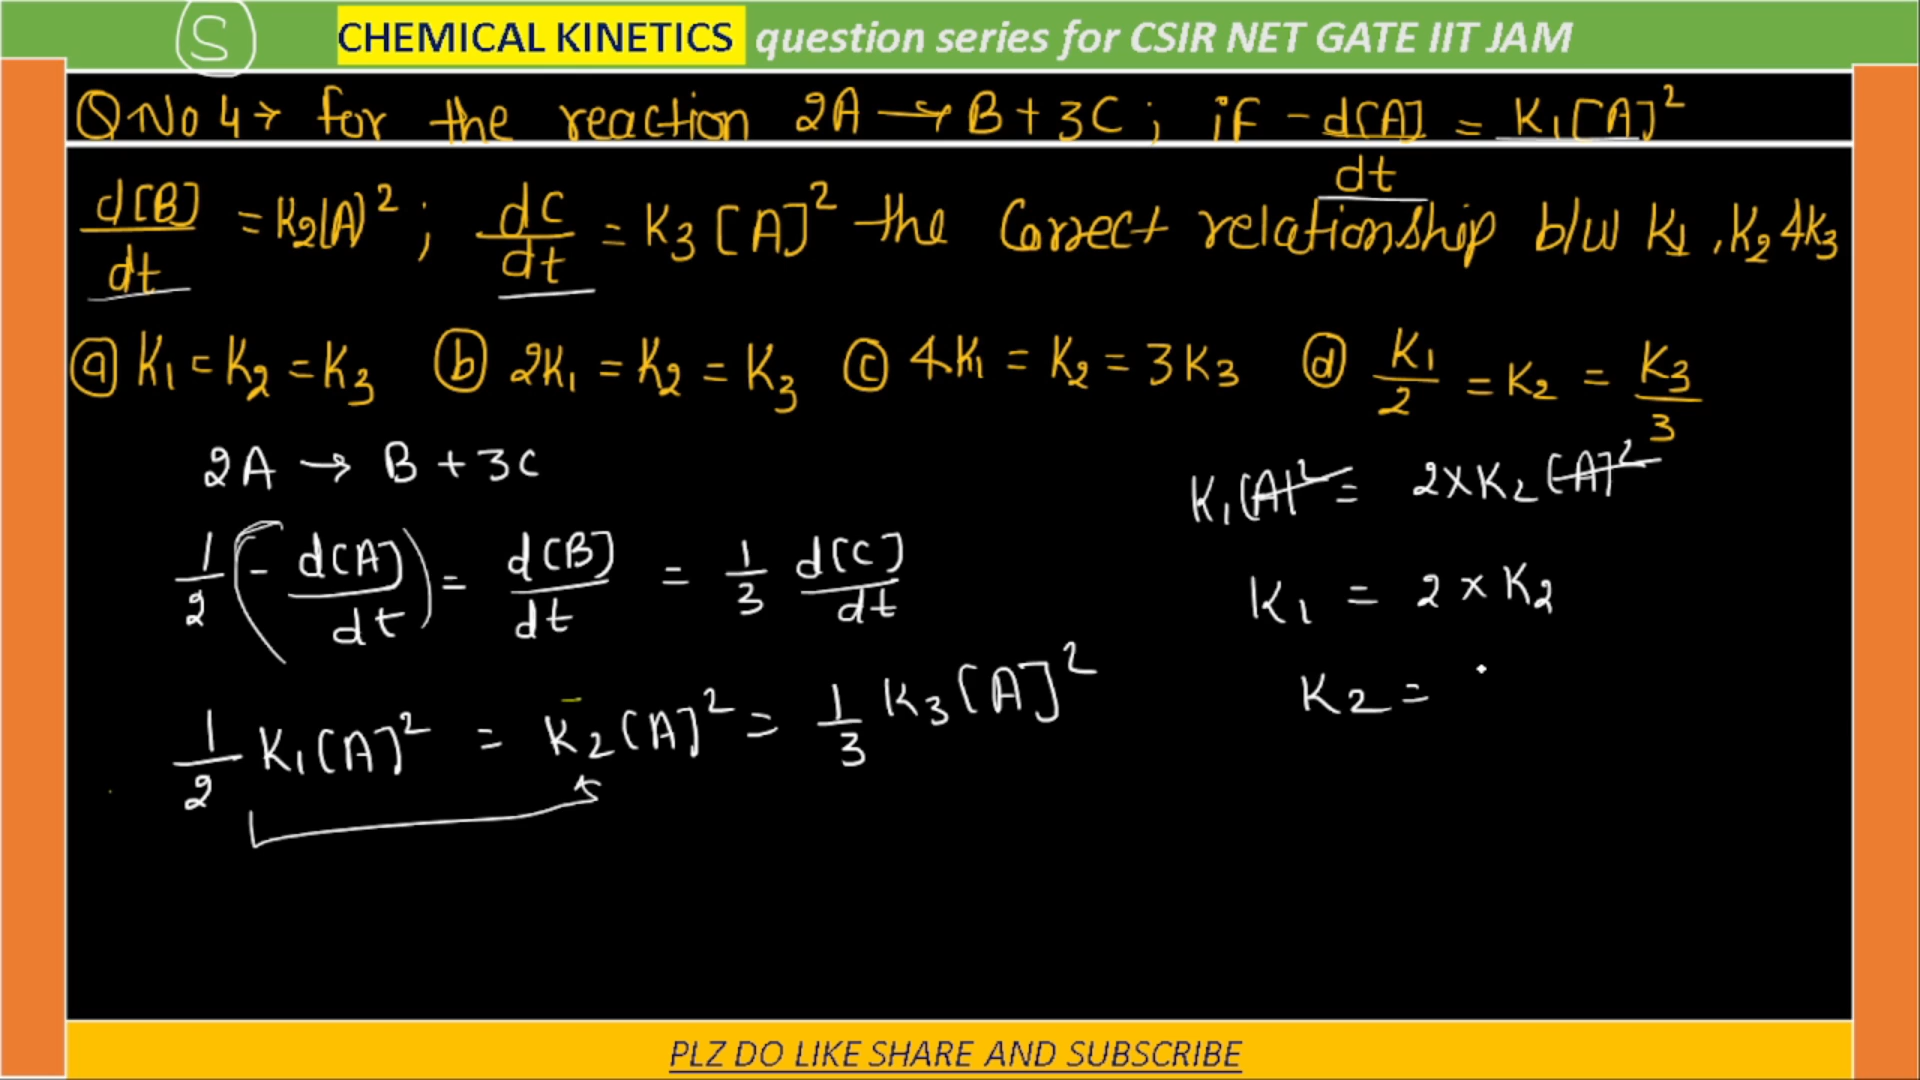 S CHEMICAL KINETICS question series for CSIR NET GATE IIT JAM
Q No 4→ for the reaction 2A → B + 3C ; if -d[A]/dt = K₁[A]²
d[B]/dt = K₂(A)² ; dC/dt = K₃[A]² the Correct relationship b/w K₁ , K₂ & K₃
(a) K₁ = K₂ = K₃ (b) 2K₁ = K₂ = K₃ (c) 4K₁ = K₂ = 3K₃ (d) K₁/2 = K₂ = K₃/3
2A → B + 3C
1/2 (- d[A]/dt) = d[B]/dt = 1/3 d[C]/dt
1/2 K₁[A]² = K₂[A]² = 1/3 K₃[A]²
K₁[A]² = 2×K₂[A]²
K₁ = 2 × K₂
K₂ =
PLZ DO LIKE SHARE AND SUBSCRIBE